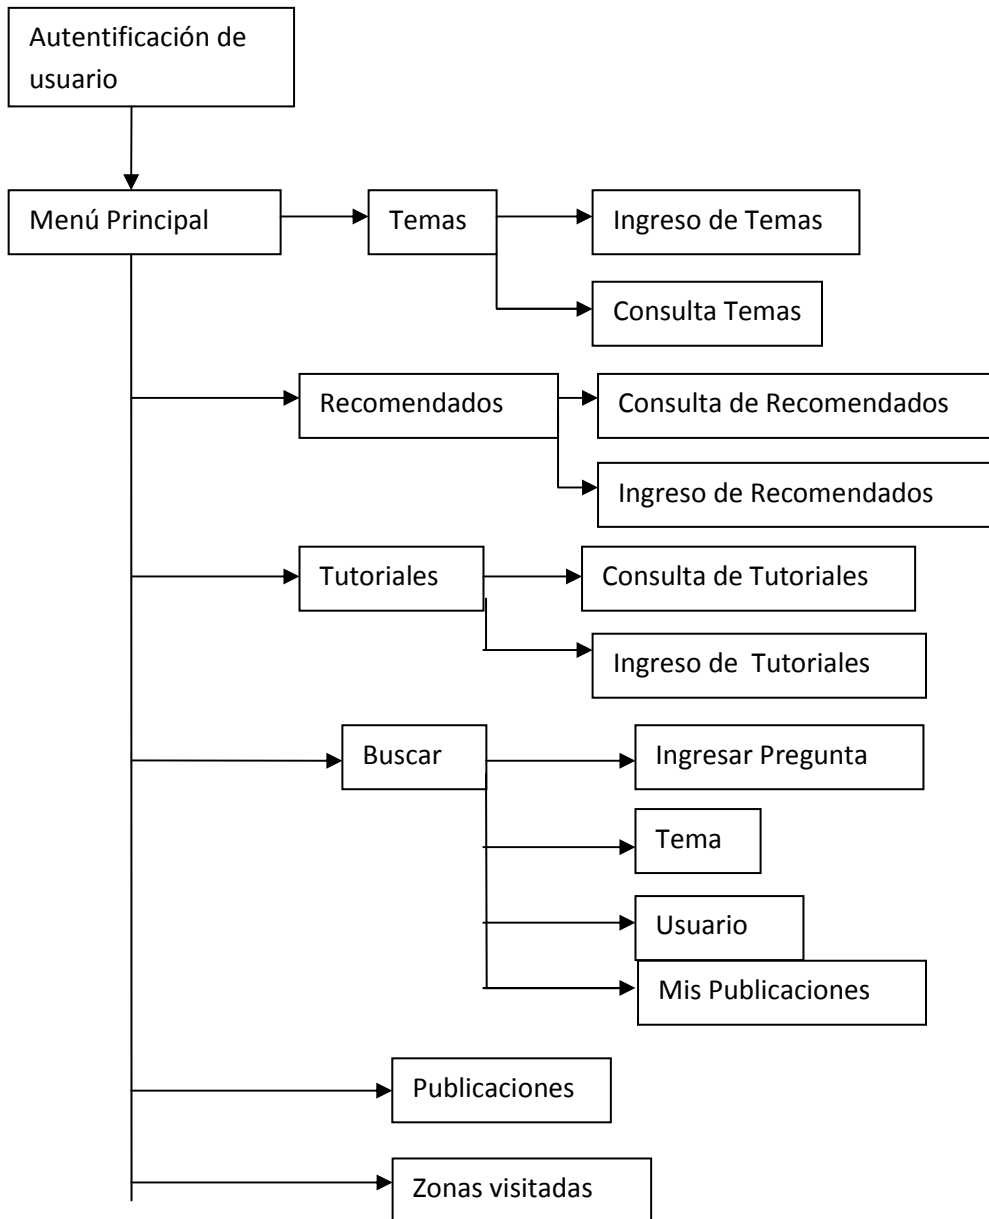 Autentificación de
usuario
Menú Principal
Temas
Ingreso de Temas
Consulta Temas
Recomendados
Consulta de Recomendados
Ingreso de Recomendados
Tutoriales
Consulta de Tutoriales
Ingreso de  Tutoriales
Buscar
Ingresar Pregunta
Tema
Usuario
Mis Publicaciones
Publicaciones
Zonas visitadas